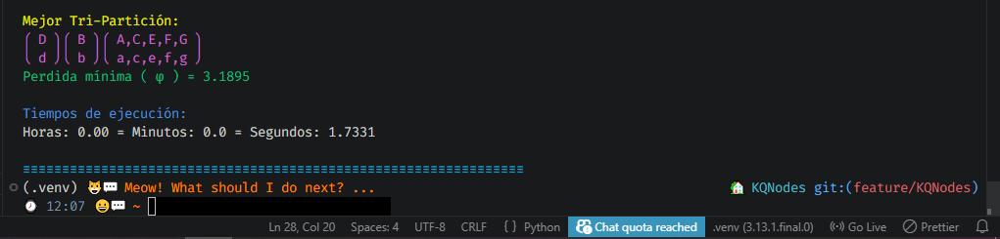 Mejor Tri-Partición:
⎛ D ⎞⎛ B ⎞⎛ A,C,E,F,G ⎞
⎝ d ⎠⎝ b ⎠⎝ a,c,e,f,g ⎠
Perdida mínima ( φ ) = 3.1895
Tiempos de ejecución:
Horas: 0.00 = Minutos: 0.0 = Segundos: 1.7331
(.venv) 😺💬 Meow! What should I do next? ... 🏠 KQNodes git:(feature/KQNodes)
🕐 12:07 😀💬 ~
Ln 28, Col 20 Spaces: 4 UTF-8 CRLF { } Python Chat quota reached .venv (3.13.1.final.0) Go Live Prettier